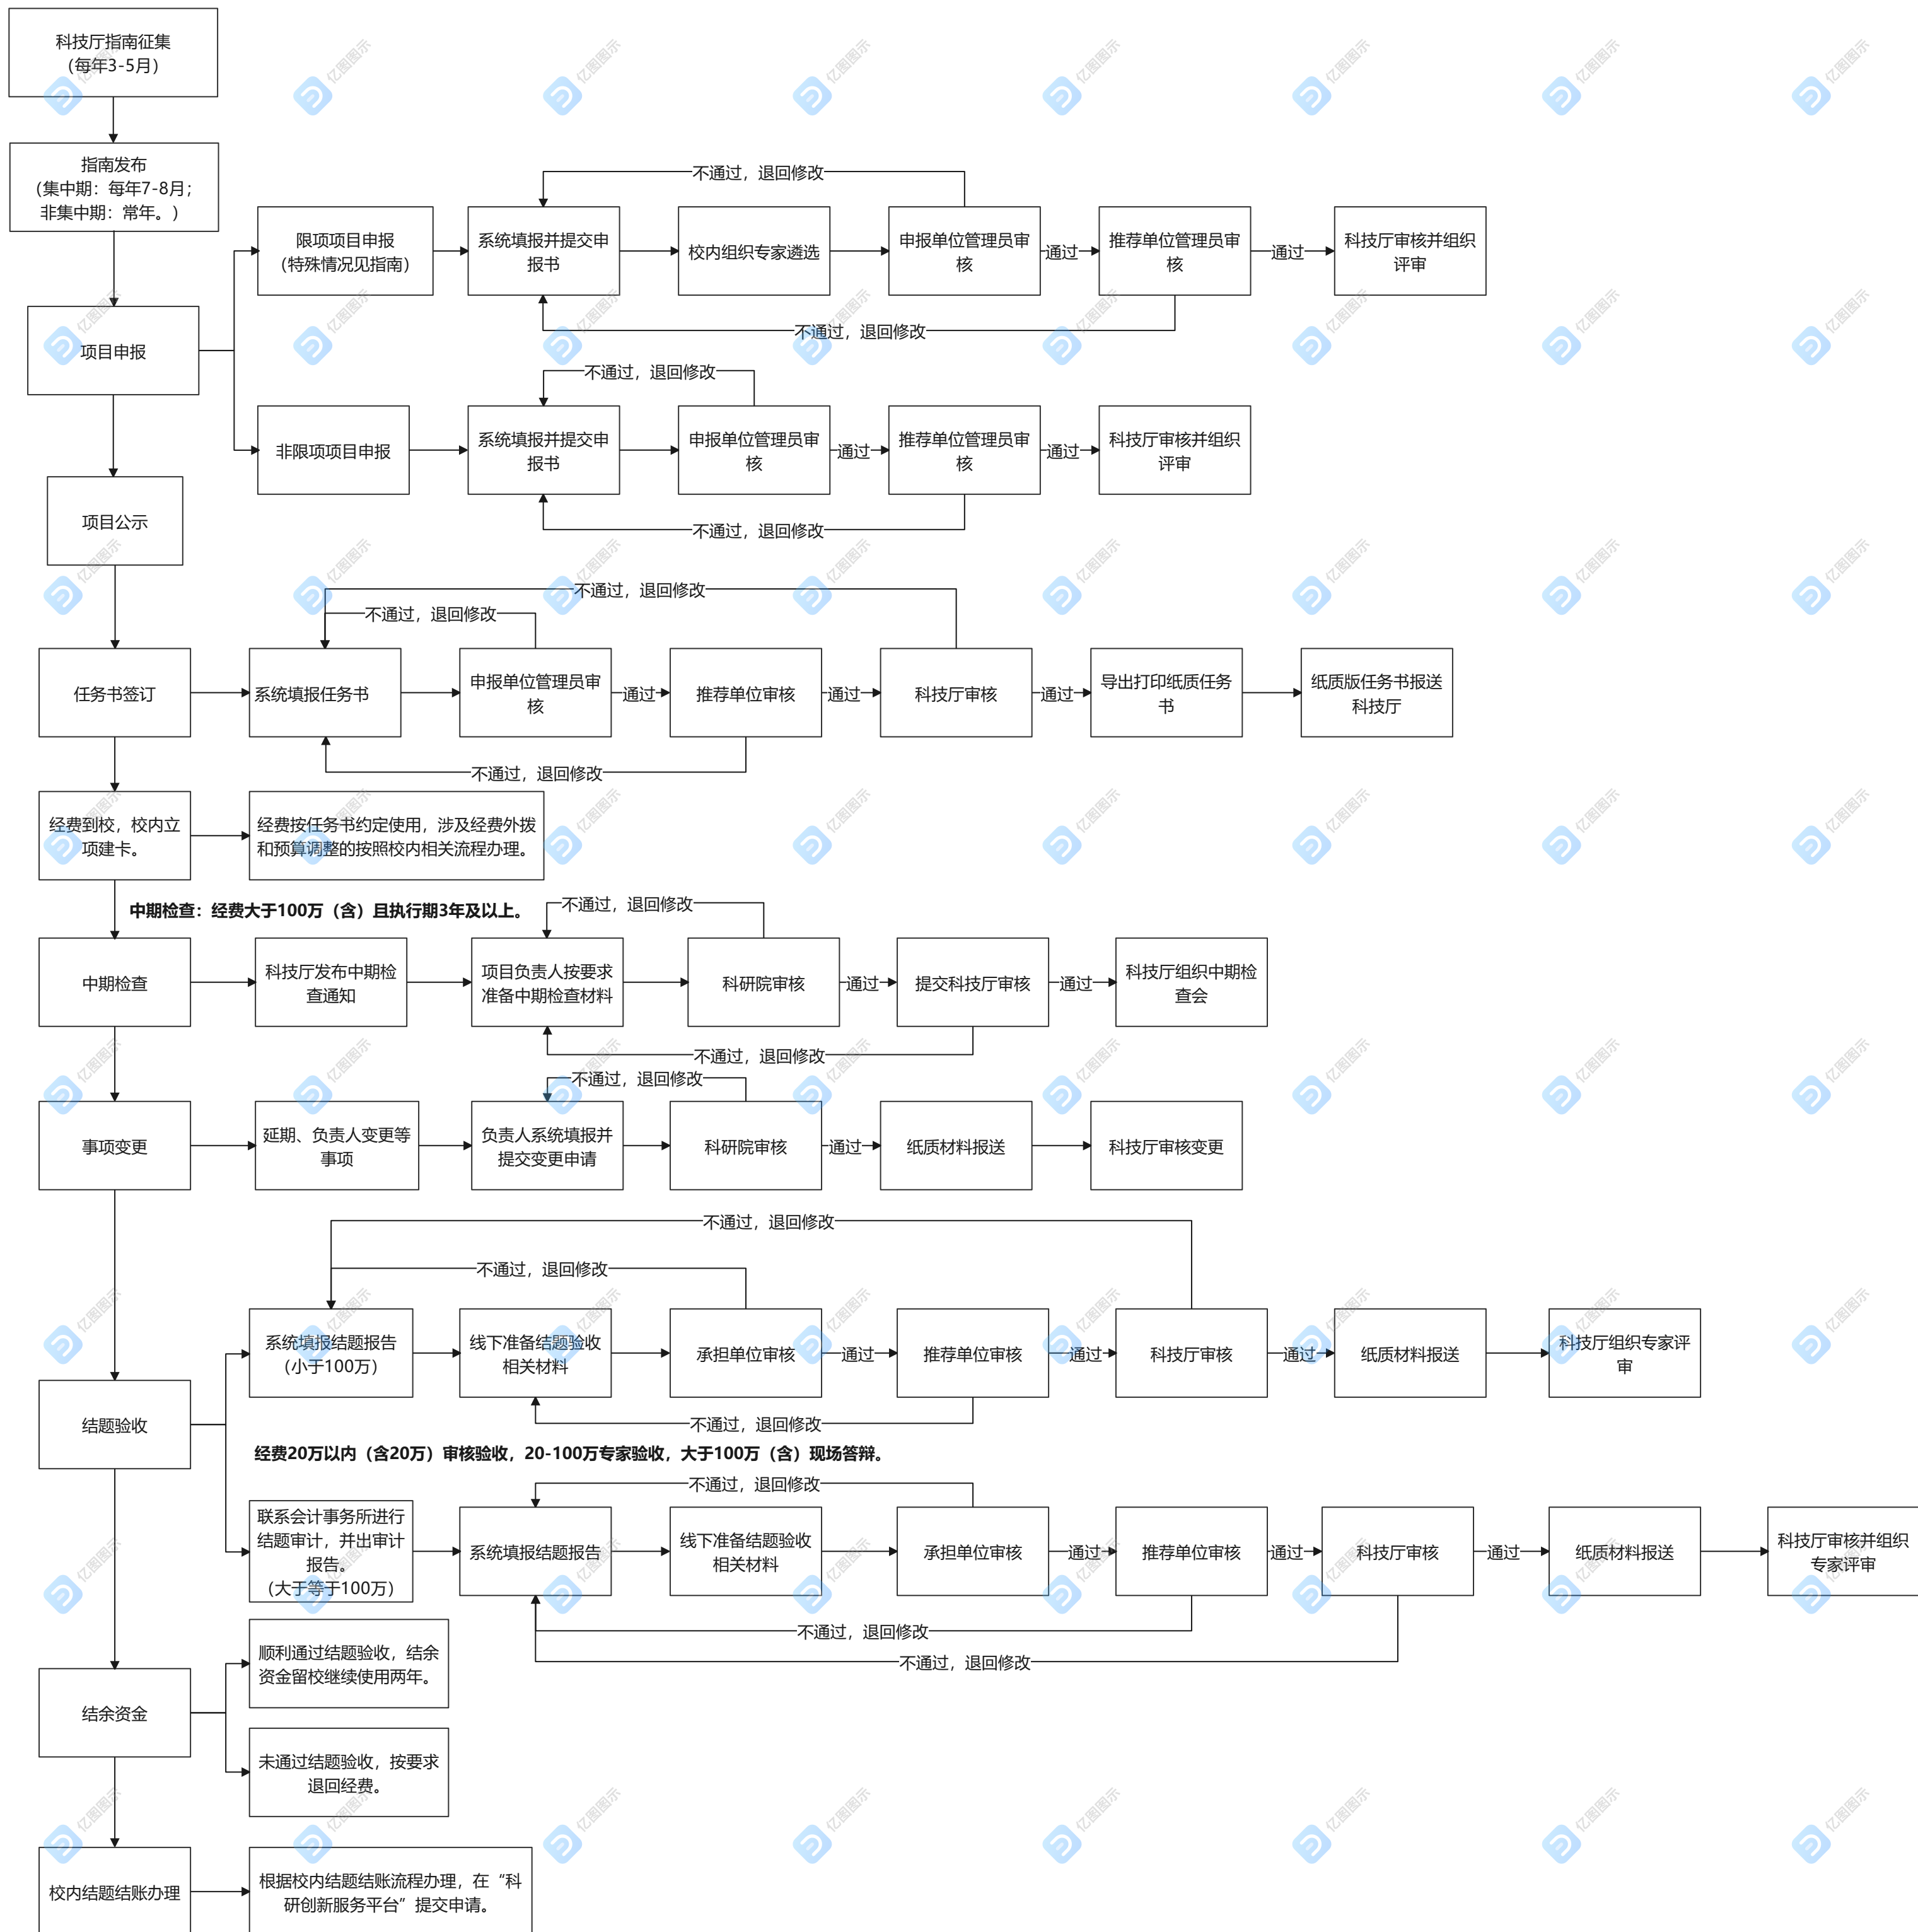 科技厅指南征集
（每年3-5月）
指南发布
（集中期：每年7-8月；
非集中期：常年。）
项目申报
限项项目申报
（特殊情况见指南）
系统填报并提交申
报书
校内组织专家遴选
申报单位管理员审
核
通过
推荐单位管理员审
核
通过
科技厅审核并组织
评审
不通过，退回修改
不通过，退回修改
非限项项目申报
系统填报并提交申
报书
申报单位管理员审
核
通过
推荐单位管理员审
核
通过
科技厅审核并组织
评审
不通过，退回修改
不通过，退回修改
项目公示
任务书签订
系统填报任务书
申报单位管理员审
核
通过
推荐单位审核
通过
科技厅审核
通过
导出打印纸质任务
书
纸质版任务书报送
科技厅
不通过，退回修改
不通过，退回修改
不通过，退回修改
经费到校，校内立
项建卡。
经费按任务书约定使用，涉及经费外拨
和预算调整的按照校内相关流程办理。
中期检查：经费大于100万（含）且执行期3年及以上。
中期检查
科技厅发布中期检
查通知
项目负责人按要求
准备中期检查材料
科研院审核
通过
提交科技厅审核
通过
科技厅组织中期检
查会
不通过，退回修改
不通过，退回修改
事项变更
延期、负责人变更等
事项
负责人系统填报并
提交变更申请
科研院审核
通过
纸质材料报送
科技厅审核变更
不通过，退回修改
结题验收
系统填报结题报告
（小于100万）
线下准备结题验收
相关材料
承担单位审核
通过
推荐单位审核
通过
科技厅审核
通过
纸质材料报送
科技厅组织专家评
审
不通过，退回修改
不通过，退回修改
不通过，退回修改
经费20万以内（含20万）审核验收，20-100万专家验收，大于100万（含）现场答辩。
联系会计事务所进行
结题审计，并出审计
报告。
（大于等于100万）
系统填报结题报告
线下准备结题验收
相关材料
承担单位审核
通过
推荐单位审核
通过
科技厅审核
通过
纸质材料报送
科技厅审核并组织
专家评审
不通过，退回修改
不通过，退回修改
不通过，退回修改
结余资金
顺利通过结题验收，结余
资金留校继续使用两年。
未通过结题验收，按要求
退回经费。
校内结题结账办理
根据校内结题结账流程办理，在“科
研创新服务平台”提交申请。
亿图图示